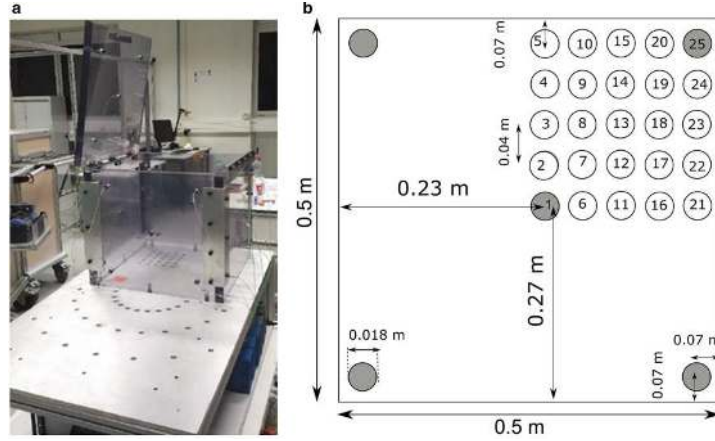 a
b
0.07 m
5 10 15 20 25
4 9 14 19 24
3 8 13 18 23
0.04 m
2 7 12 17 22
0.23 m
1 6 11 16 21
0.5 m
0.27 m
0.018 m
0.07 m
0.07 m
0.5 m